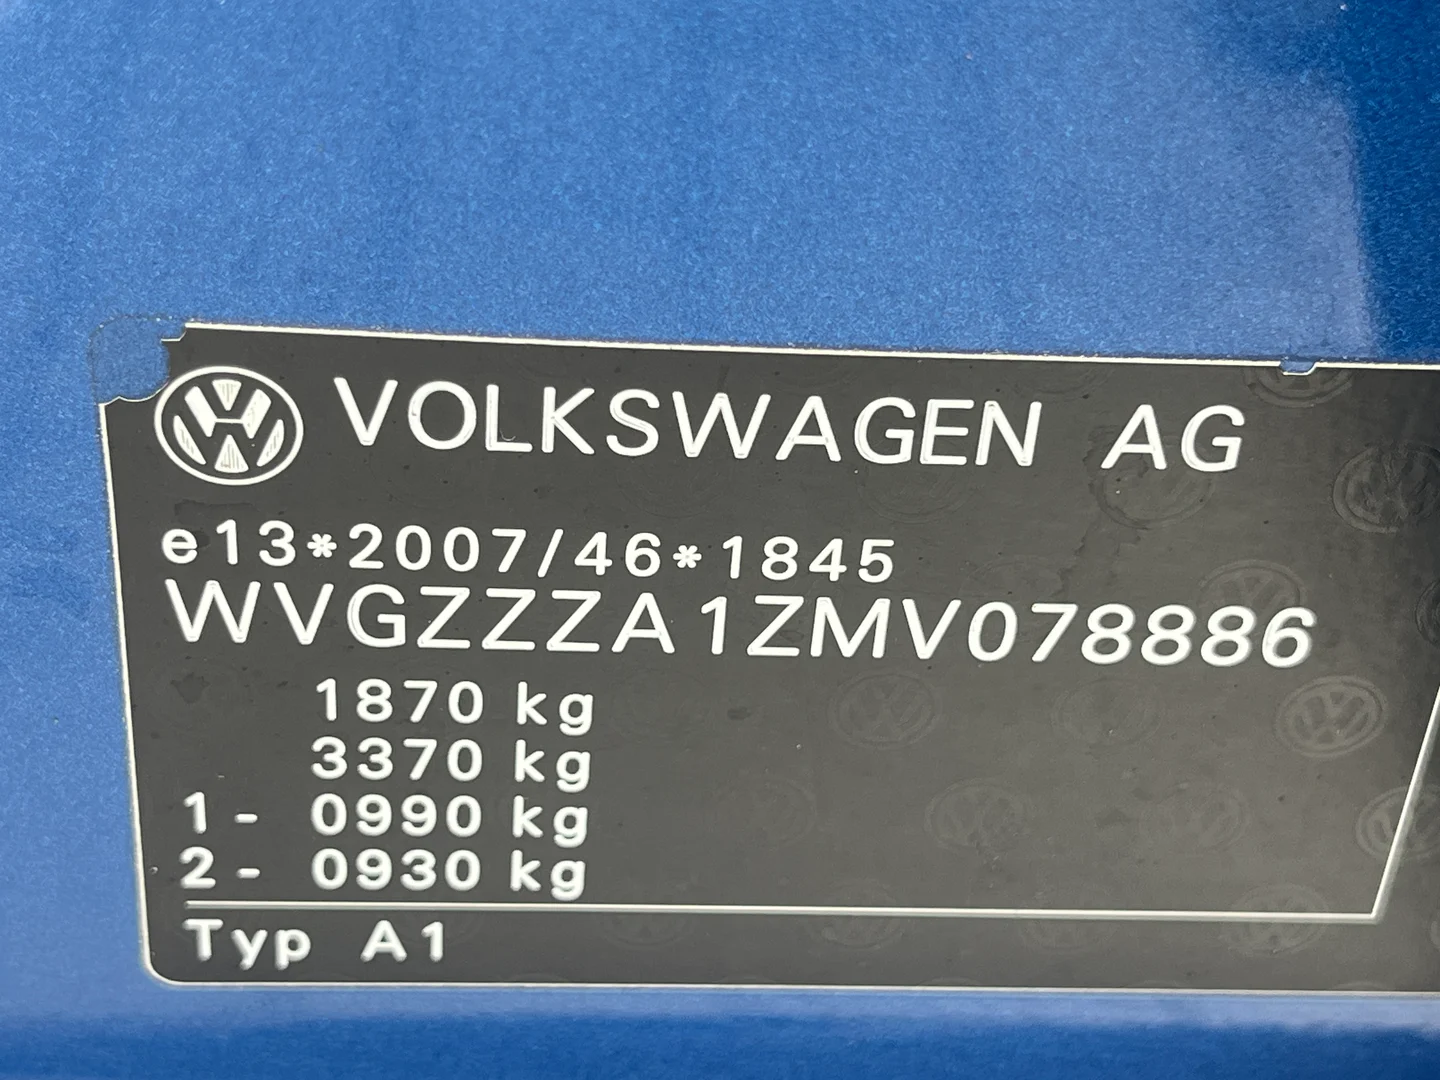 VOLKSWAGEN AG
e13*2007/46*1845
WVGZZZA1ZMV078886
1870 kg
3370 kg
1- 0990 kg
2- 0930 kg
Typ A1